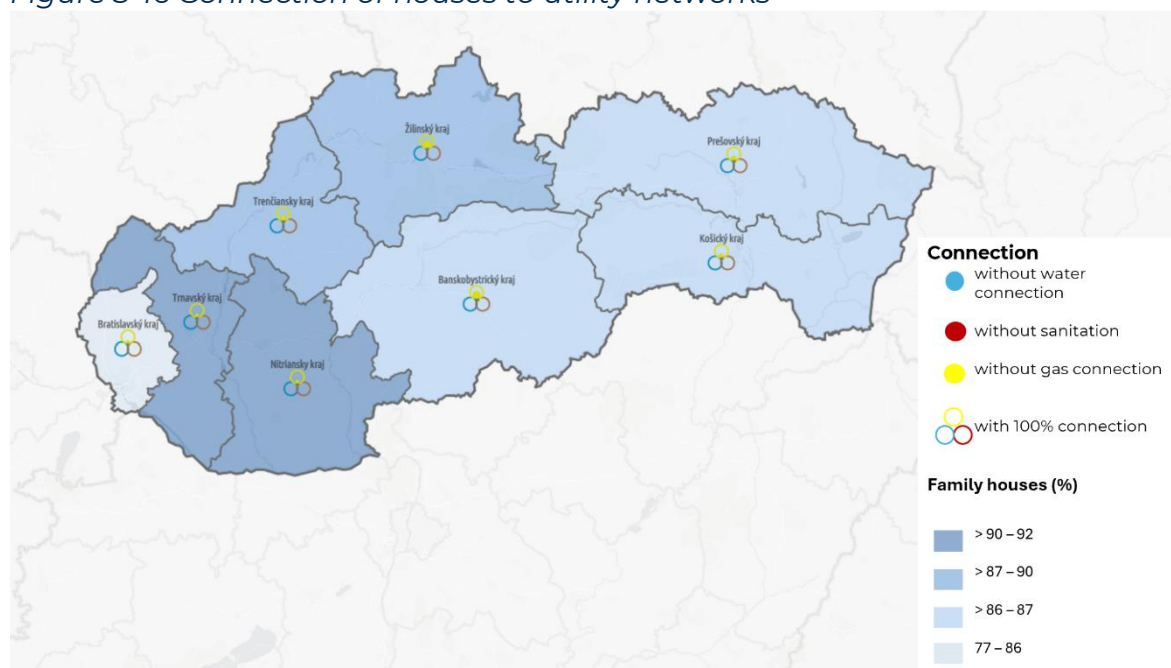 Figure 3-10 Connection of houses to utility networks
Žilinský kraj
Prešovský kraj
Trenčiansky kraj
Košický kraj
Banskobystrický kraj
Trnavský kraj
Bratislavský kraj
Nitriansky kraj
Connection
without water
connection
without sanitation
without gas connection
with 100% connection
Family houses (%)
> 90 – 92
> 87 – 90
> 86 – 87
77 – 86